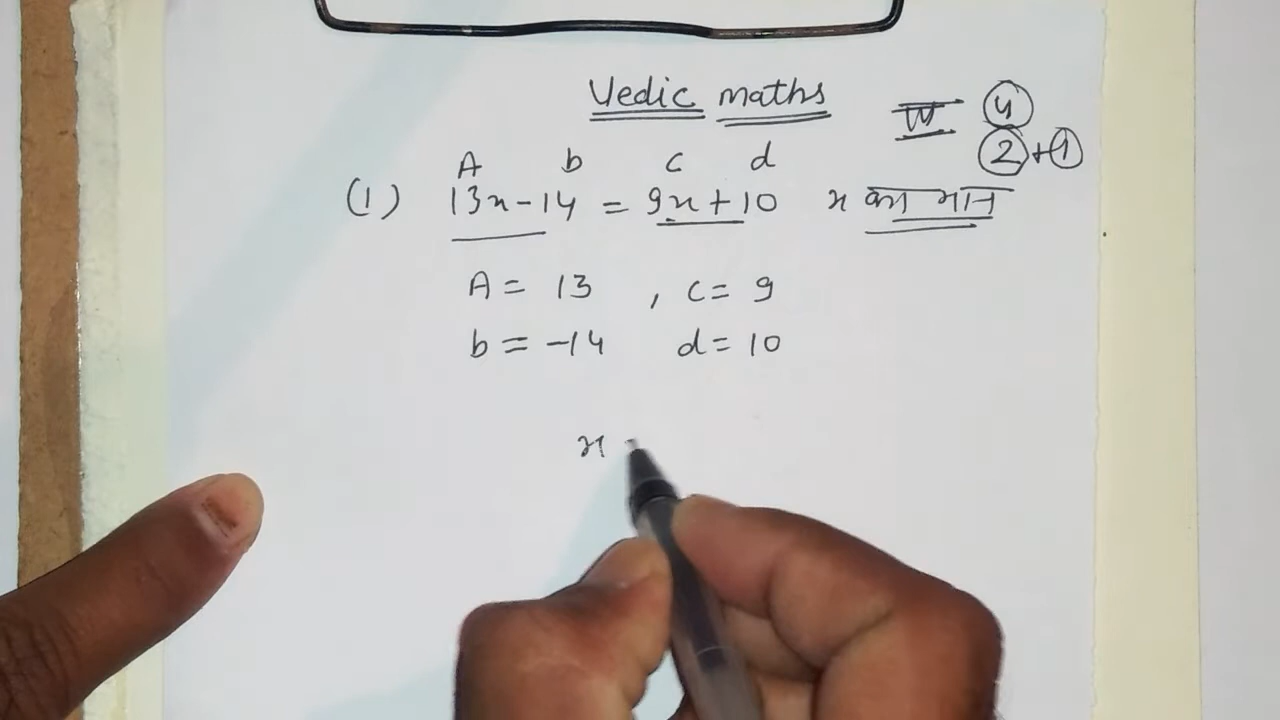 Vedic maths
4
2+1
A b c d
(1) 13x-14 = 9x+10 x का मान
A = 13 , c = 9
b = -14 d = 10
x